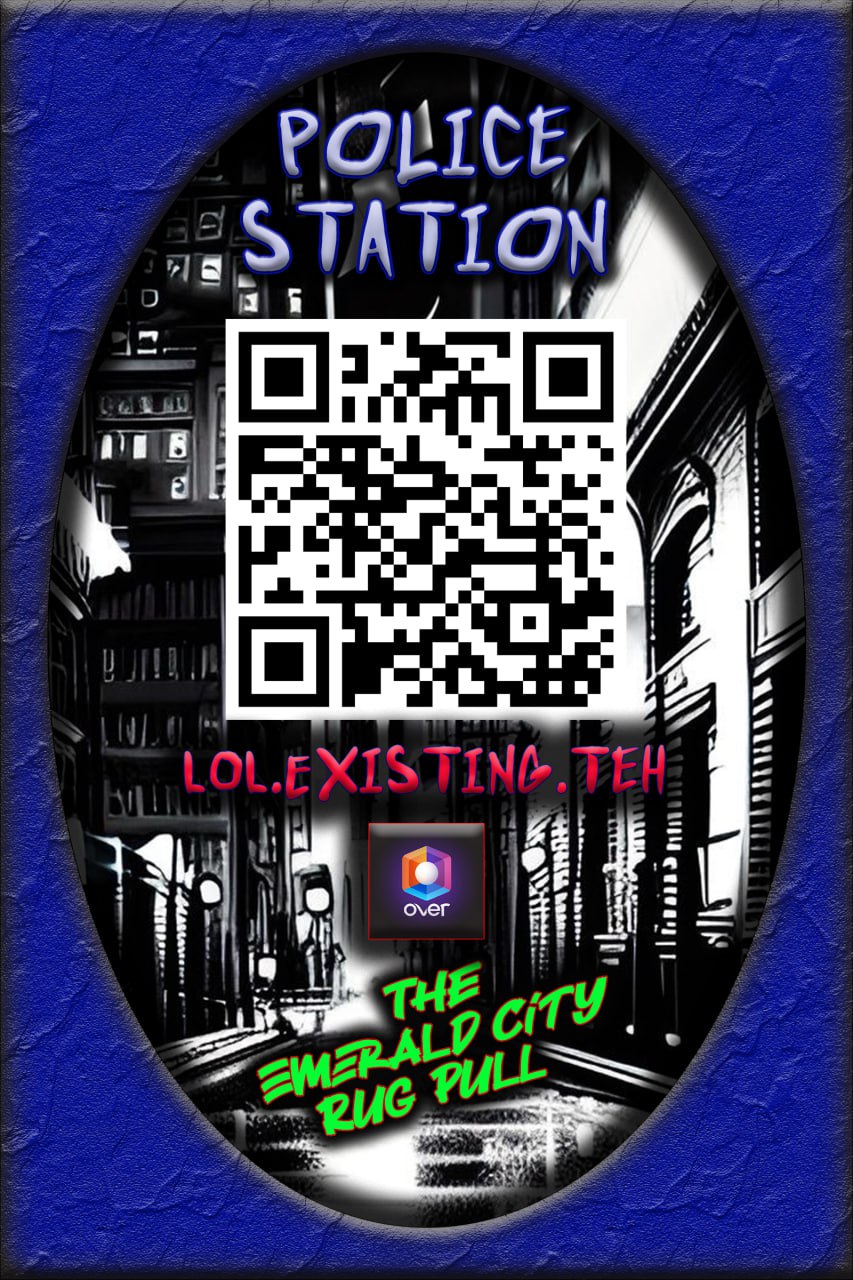 POLICE
STATION
LOL.EXISTING.TEH
over
THE
EMERALD CITY
RUG PULL